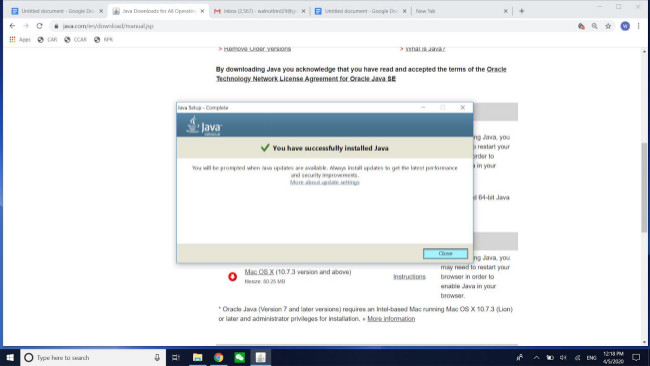 Untitled document - Google Do
Java Downloads for All Operatin
Untitled document - Google Do
New Tab
java.com/en/download/manual.jsp
Apps
CAR
CCAR
RPR
> Remove Older Versions
> What is Java?
By downloading Java you acknowledge that you have read and accepted the terms of the Oracle
Technology Network License Agreement for Oracle Java SE
Java Setup - Complete
Java
ORACLE
You have successfully installed Java
You will be prompted when Java updates are available. Always install updates to get the latest performance
and security improvements.
More about update settings
Close
ng Java, you
restart your
order to
in your
64-bit Java
ng Java, you
Mac OS X (10.7.3 version and above)
filesize: 80.25 MB
Instructions
may need to restart your
browser in order to
enable Java in your
browser.
* Oracle Java (Version 7 and later versions) requires an Intel-based Mac running Mac OS X 10.7.3 (Lion)
or later and administrator privileges for installation. » More information
Type here to search
ENG
12:18 PM
4/5/2020